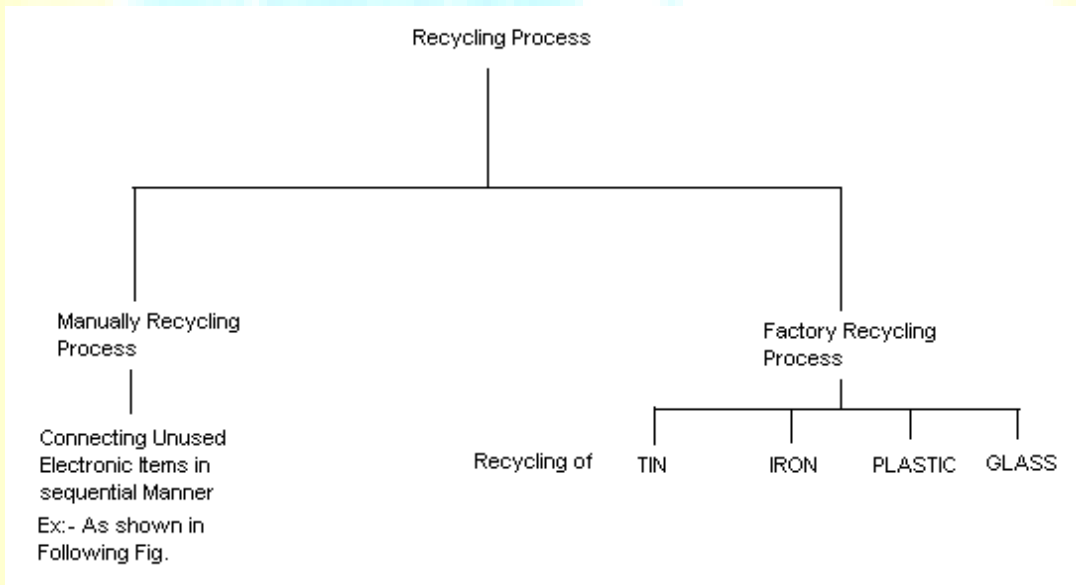 Recycling Process
Manually Recycling
Process
Factory Recycling
Process
Connecting Unused
Electronic Items in
sequential Manner
Ex:- As shown in
Following Fig.
Recycling of TIN IRON PLASTIC GLASS